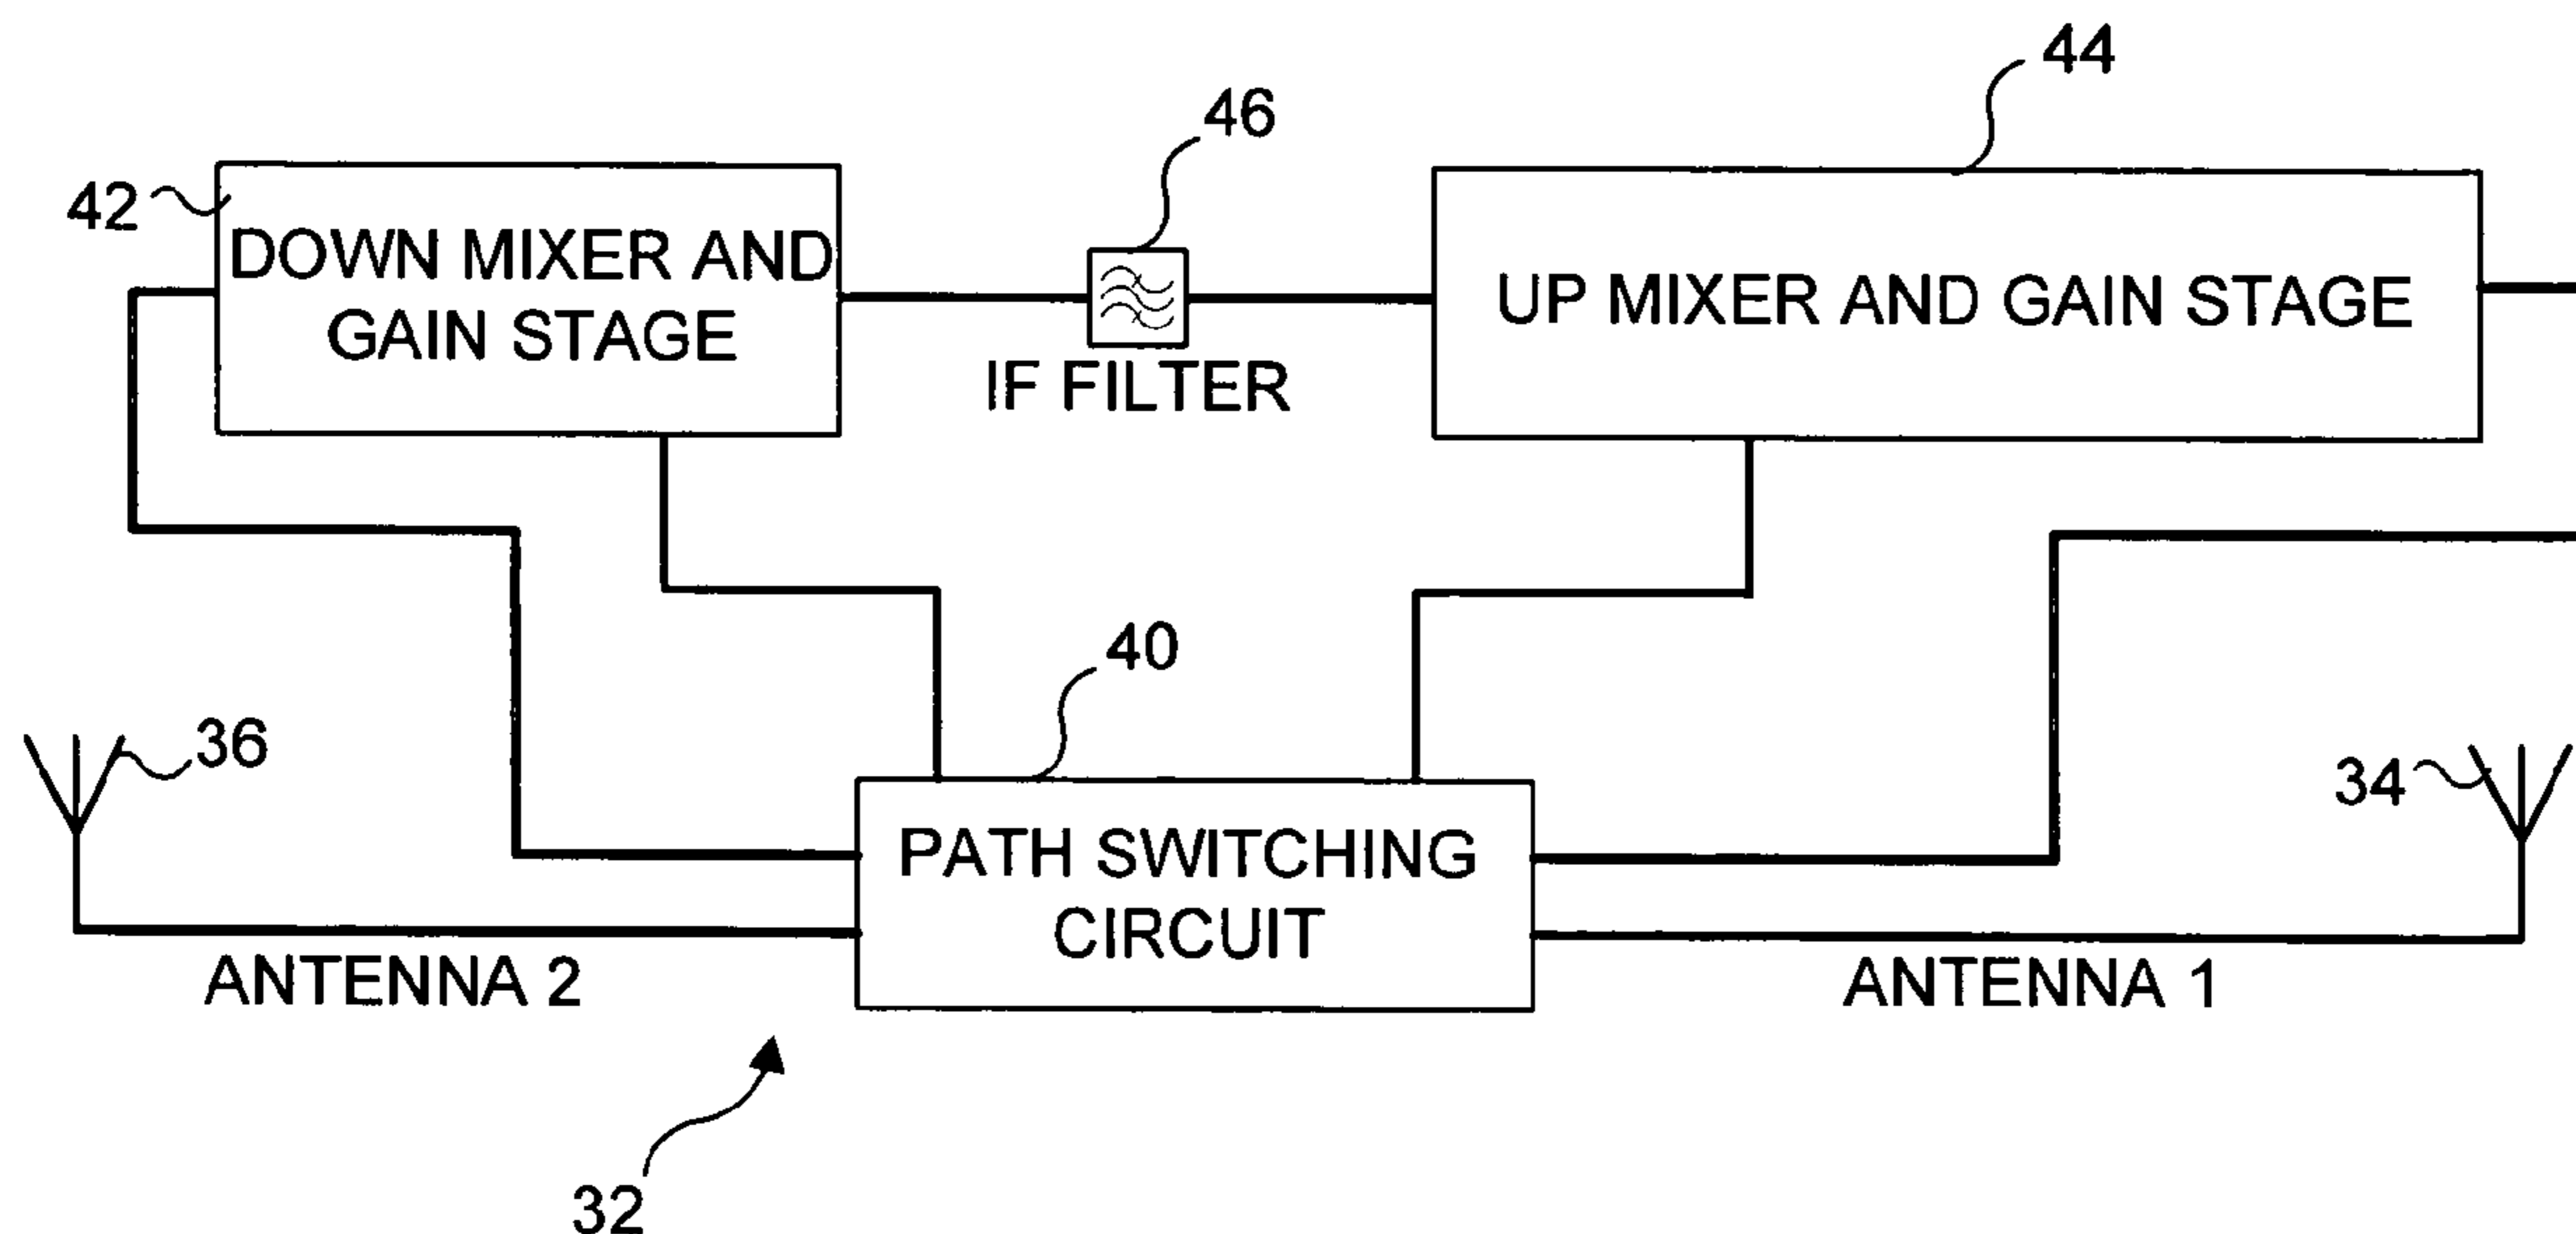 44
46
42
DOWN MIXER AND
GAIN STAGE
UP MIXER AND GAIN STAGE
IF FILTER
40
36
34
PATH SWITCHING
CIRCUIT
ANTENNA 2
ANTENNA 1
32